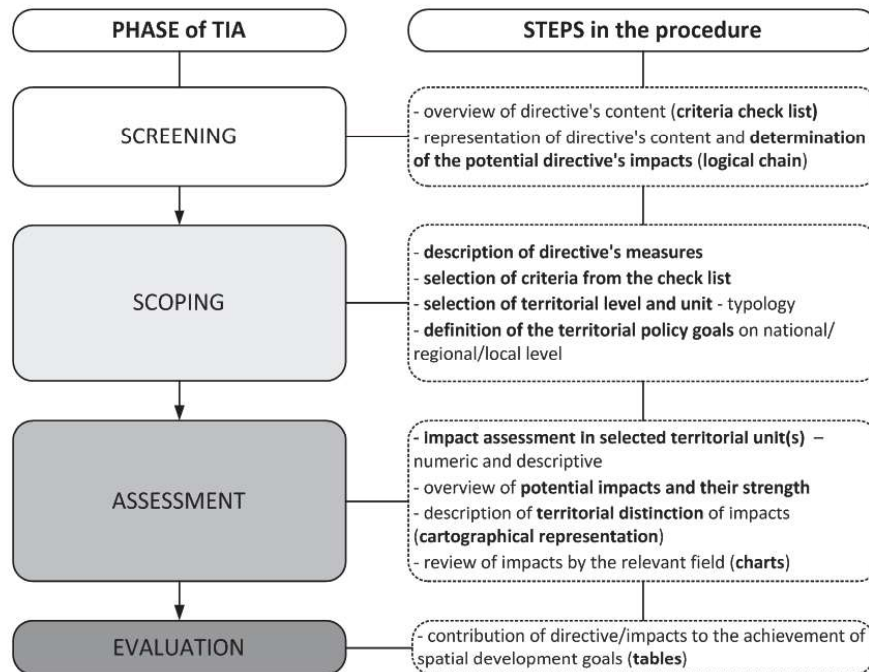 PHASE of TIA
STEPS in the procedure
SCREENING
- overview of directive's content (criteria check list)
- representation of directive's content and determination
of the potential directive's impacts (logical chain)
SCOPING
- description of directive's measures
- selection of criteria from the check list
- selection of territorial level and unit - typology
- definition of the territorial policy goals on national/
regional/local level
ASSESSMENT
- impact assessment in selected territorial unit(s) –
numeric and descriptive
- overview of potential impacts and their strength
- description of territorial distinction of impacts
(cartographical representation)
- review of impacts by the relevant field (charts)
EVALUATION
- contribution of directive/impacts to the achievement of
spatial development goals (tables)